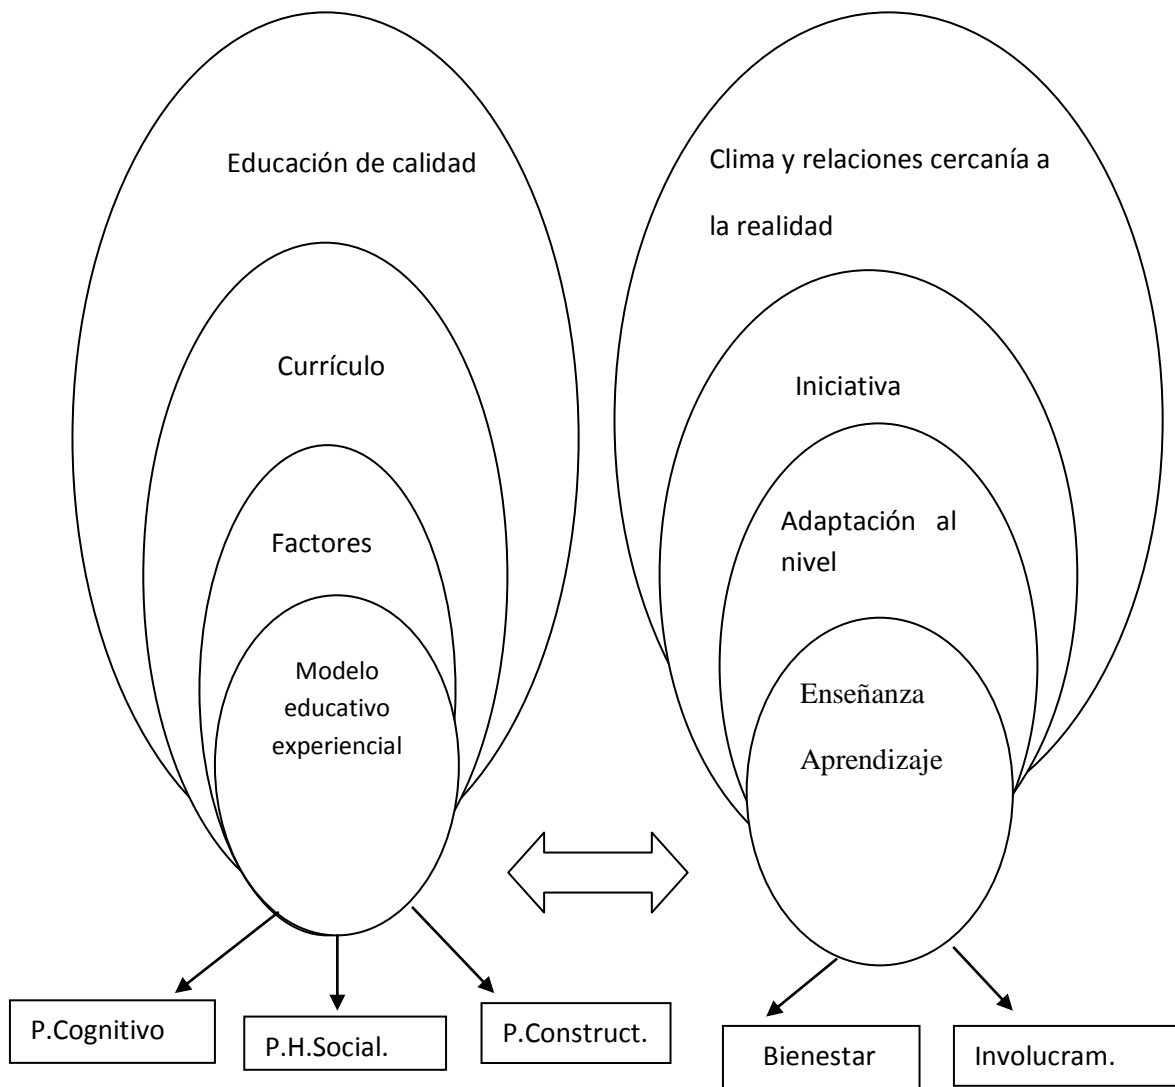 Educación de calidad
Currículo
Factores
Modelo
educativo
experiencial
P.Cognitivo
P.H.Social.
P.Construct.
Clima y relaciones cercanía a
la realidad
Iniciativa
Adaptación al
nivel
Enseñanza
Aprendizaje
Bienestar
Involucram.